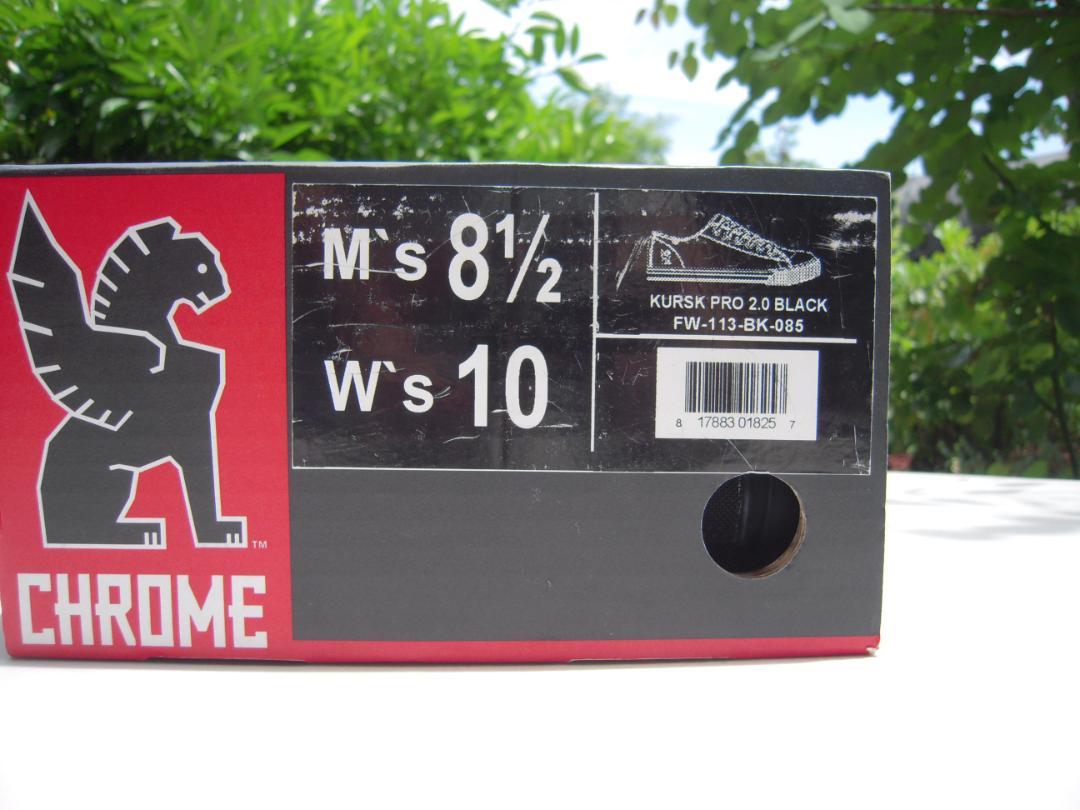 M`s 8½
W`s 10
KURSK PRO 2.0 BLACK
FW-113-BK-085
8 17883 01825 7
TM
CHROME